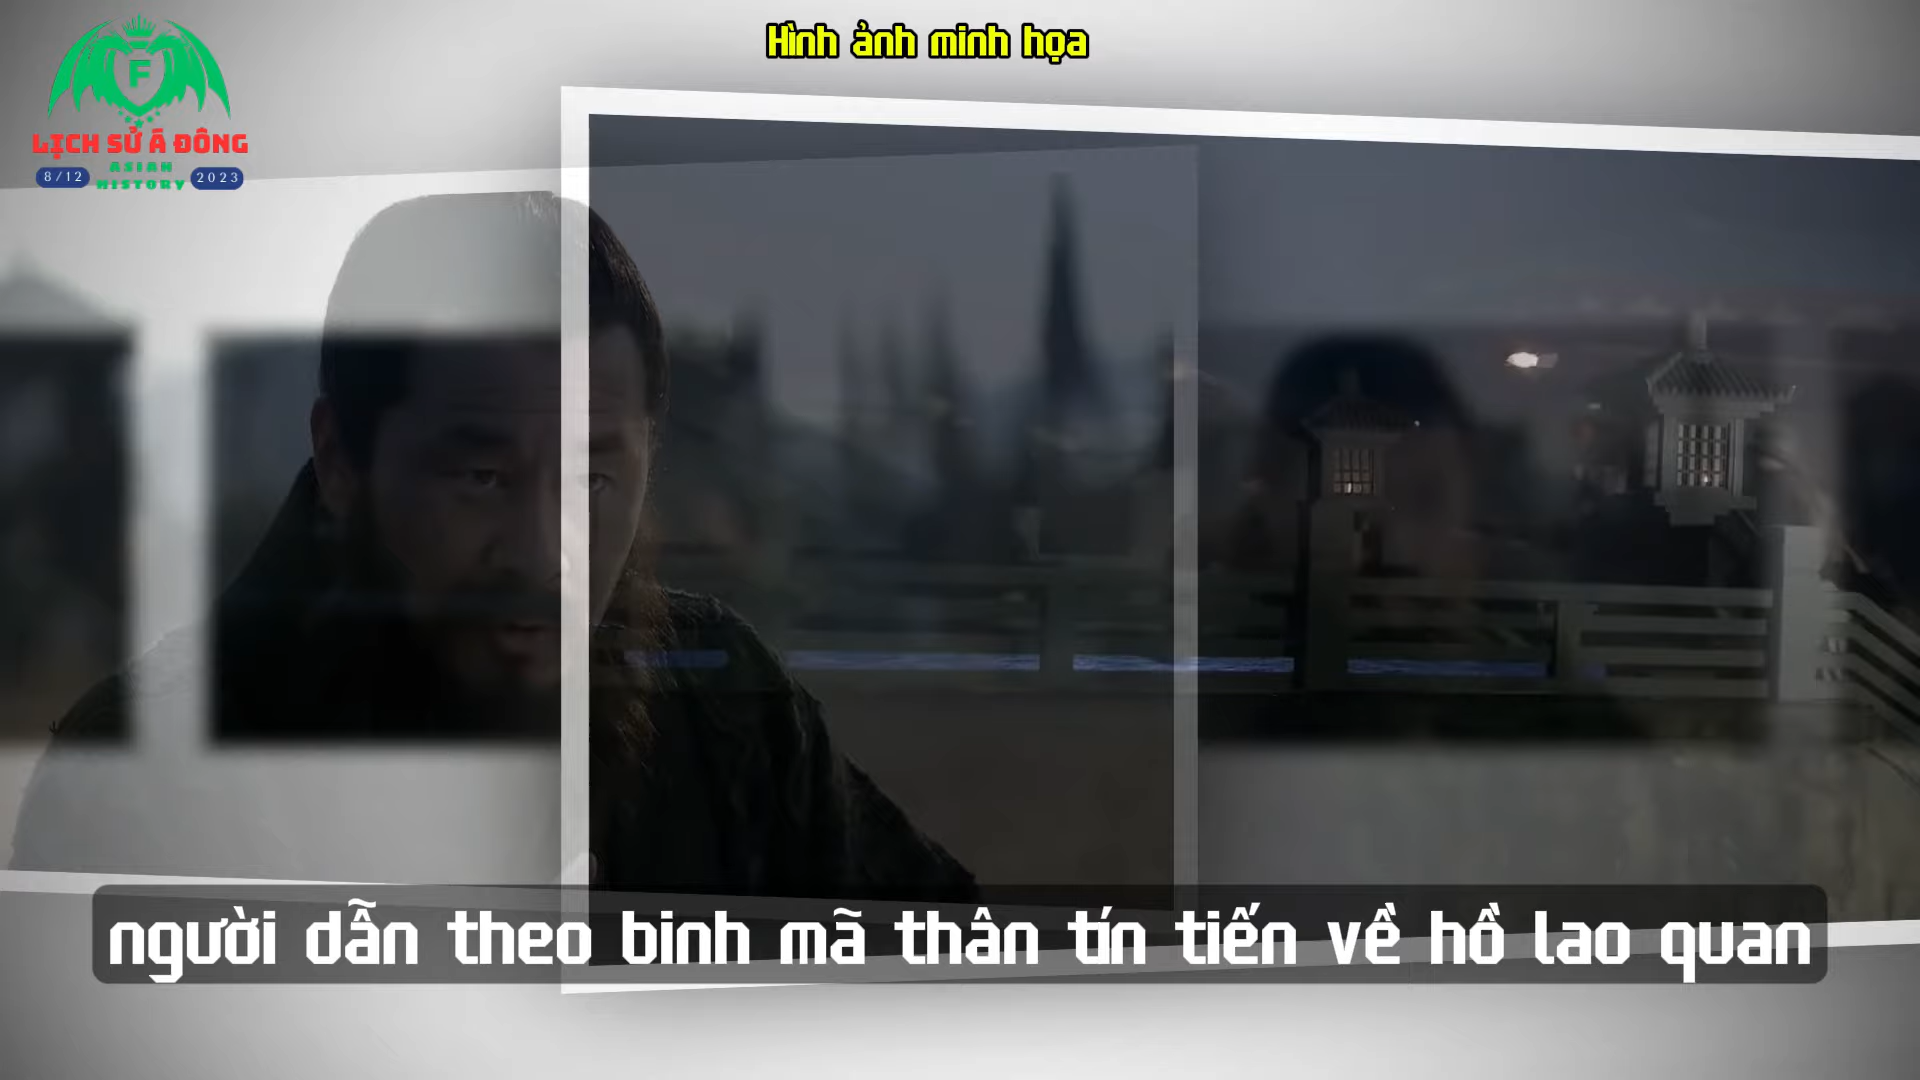 Hình ảnh minh họa
F
LỊCH SỬ Á ĐÔNG
ASIAN
8/12 HISTORY 2023
người dẫn theo binh mã thân tín tiến về hồ lao quan